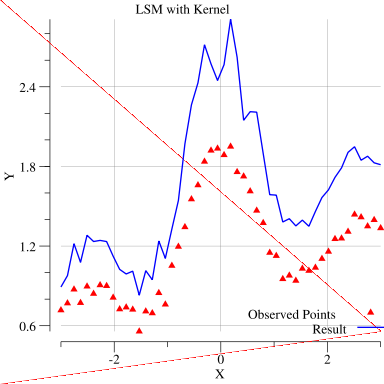 LSM with Kernel
2.4
1.8
Y
1.2
0.6
Observed Points
Result
-2
0
2
X